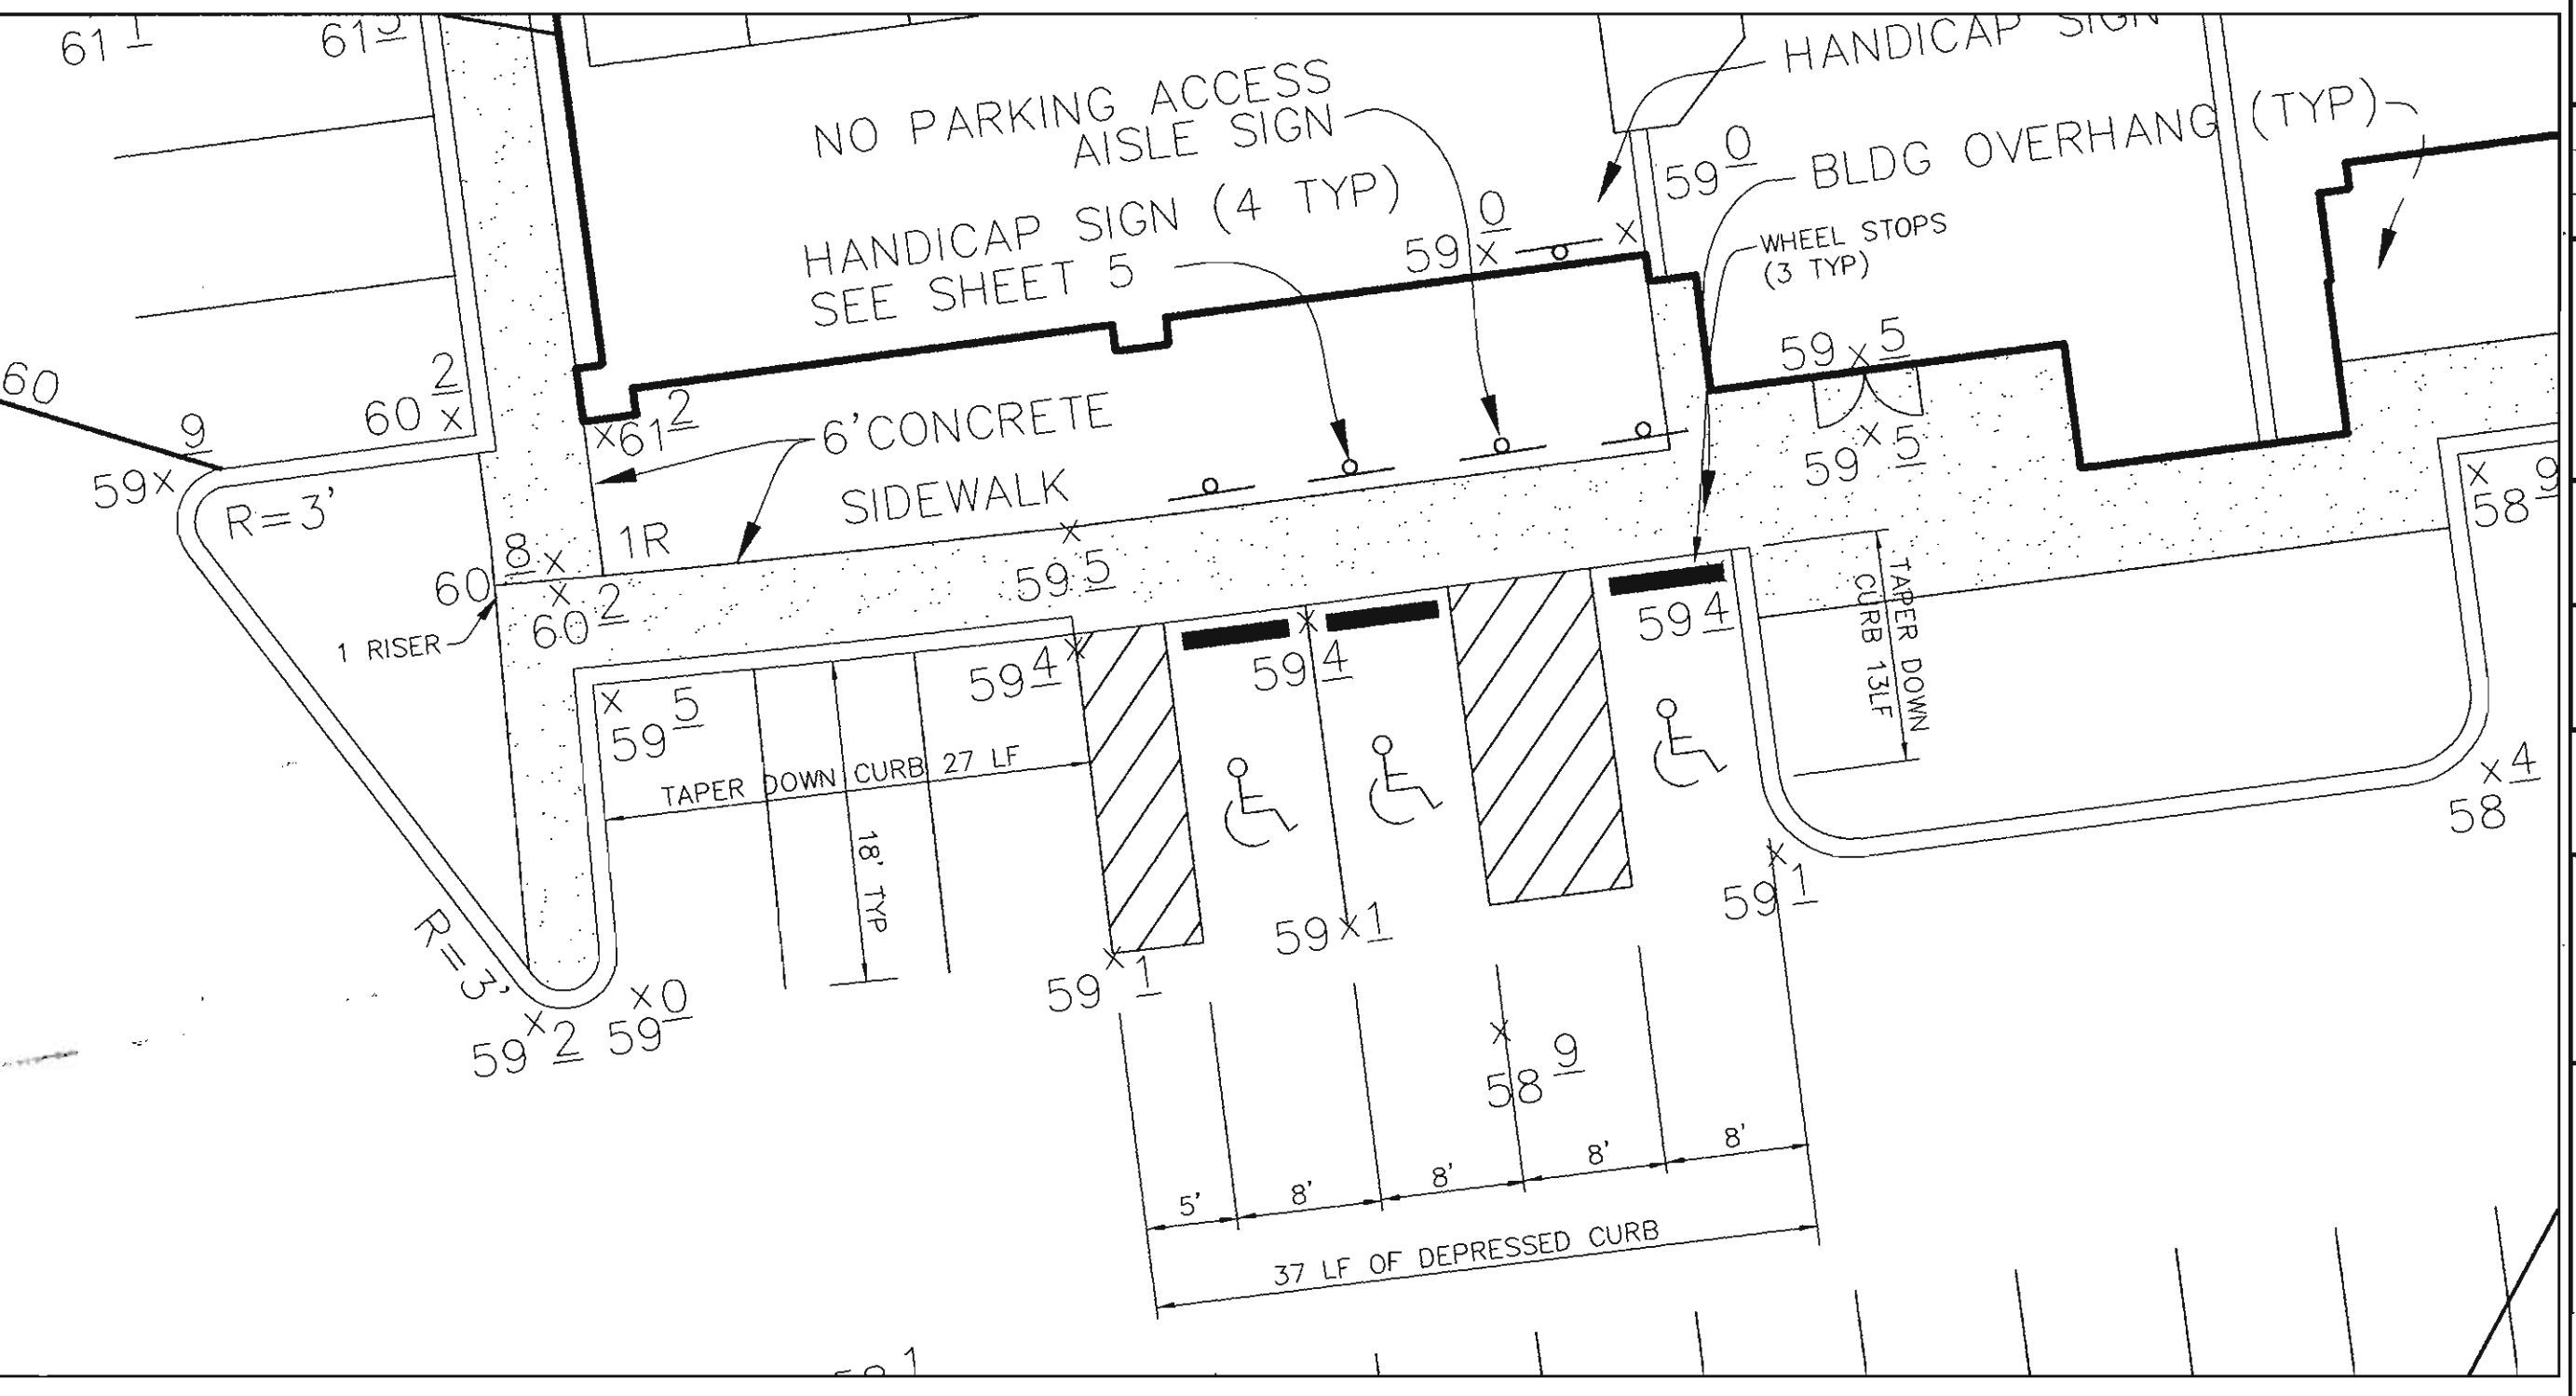 61 1
61 3
HANDICAP SIGN
NO PARKING ACCESS
AISLE SIGN
59 0
BLDG OVERHANG (TYP)
HANDICAP SIGN (4 TYP)
SEE SHEET 5
59 0
WHEEL STOPS
(3 TYP)
60
60 2
59 9
R=3'
61 2
6'CONCRETE
SIDEWALK
59 5
59 5
58 9
1R
60 8
60 2
1 RISER
59 5
59 4
59 4
59 4
59 5
TAPER DOWN
CURB 13LF
TAPER DOWN CURB 27 LF
18' TYP
58 4
R=3'
59 2
59 0
59 1
59 1
59 1
58 9
5'
8'
8'
8'
8'
37 LF OF DEPRESSED CURB